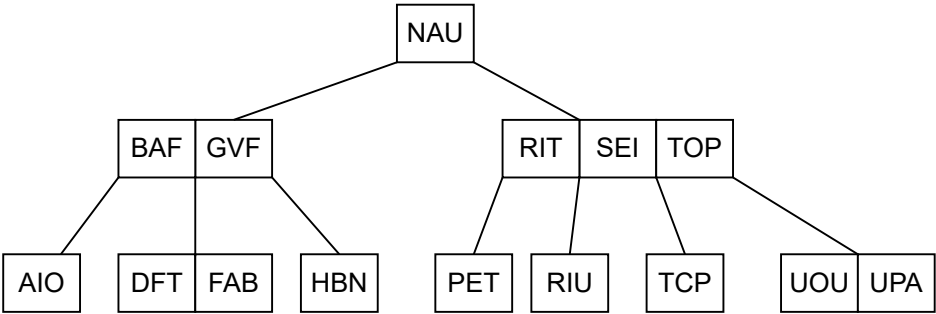 NAU
BAF GVF RIT SEI TOP
AIO DFT FAB HBN PET RIU TCP UOU UPA